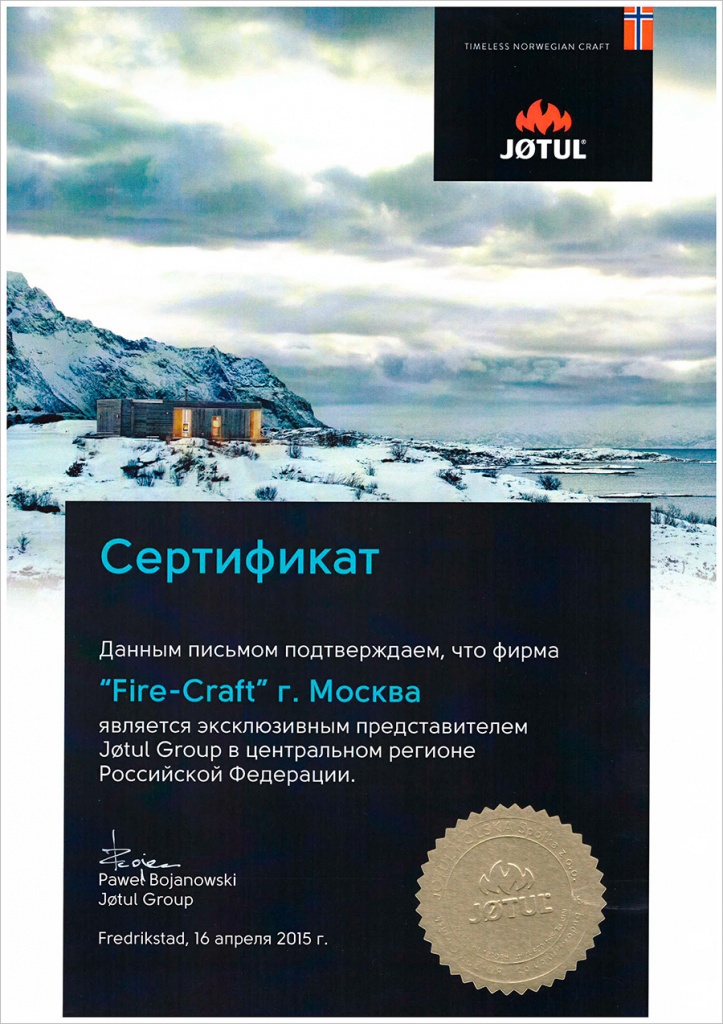 TIMELESS NORWEGIAN CRAFT
JØTUL®
Сертификат
Данным письмом подтверждаем, что фирма
“Fire-Craft” г. Москва
является эксклюзивным представителем
Jøtul Group в центральном регионе
Российской Федерации.
Paweł Bojanowski
Jøtul Group
Fredrikstad, 16 апреля 2015 г.
JØTUL